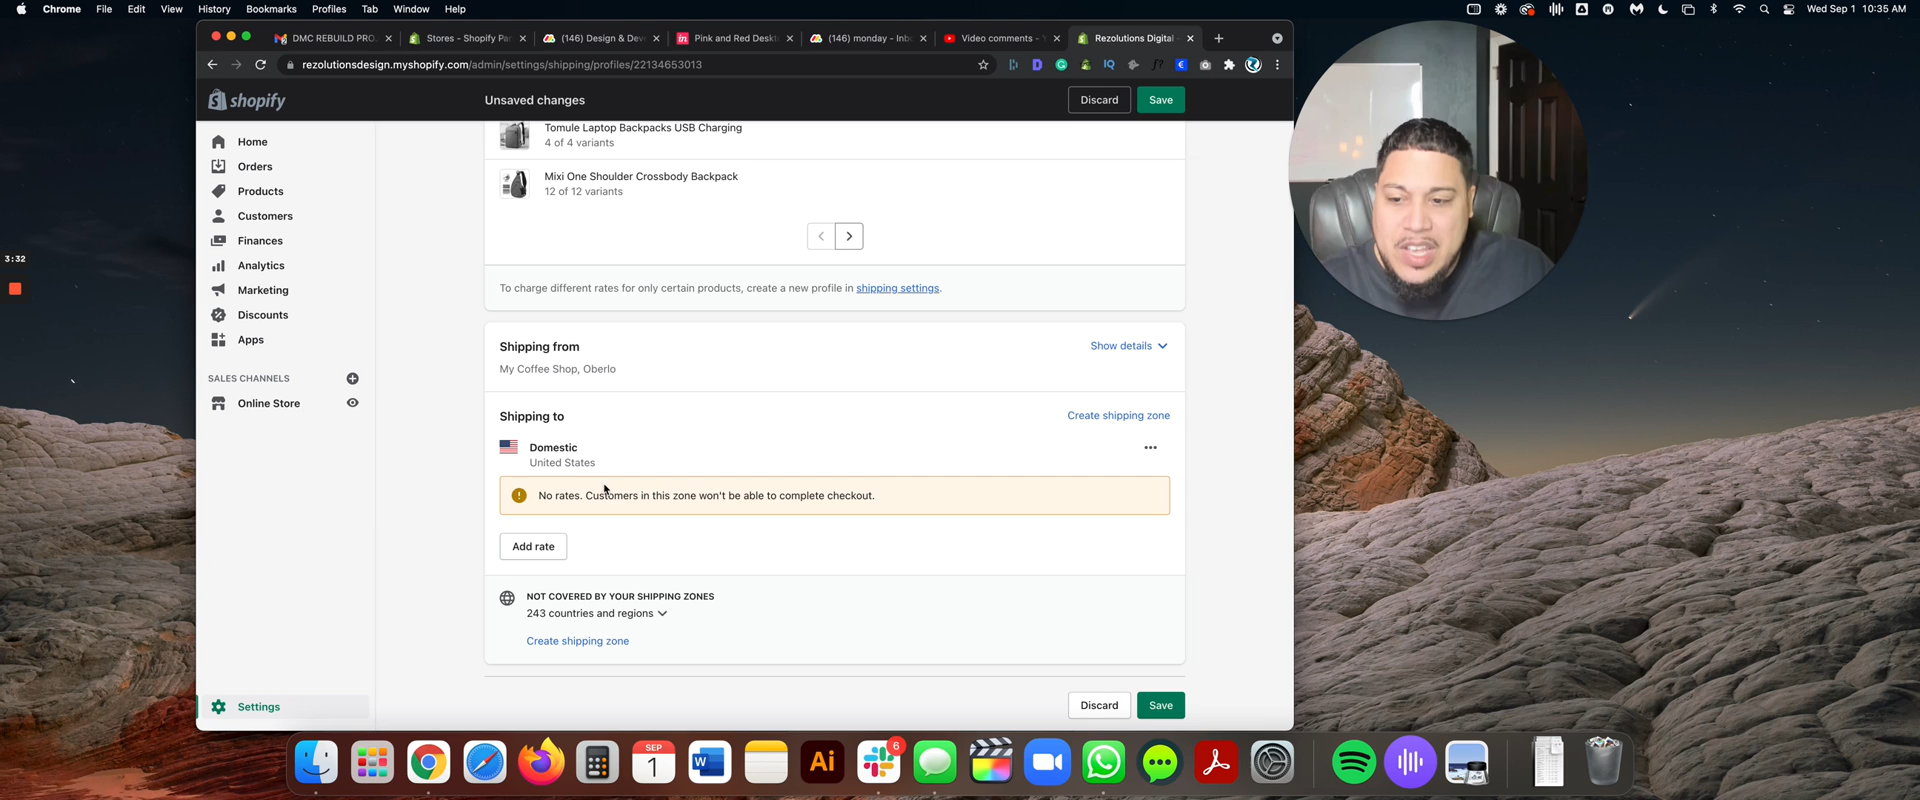 Chrome File Edit View History Bookmarks Profiles Tab Window Help
Wed Sep 1 10:35 AM
DMC REBUILD PRO
Stores - Shopify Par
(146) Design & Dev
Pink and Red Deskt
(146) monday - Inb
Video comments - Y
Rezolutions Digital
rezolutionsdesign.myshopify.com/admin/settings/shipping/profiles/22134653013
shopify
Unsaved changes
Discard
Save
Home
Orders
Products
Customers
Finances
Analytics
Marketing
Discounts
Apps
SALES CHANNELS
Online Store
Settings
Tomule Laptop Backpacks USB Charging
4 of 4 variants
Mixi One Shoulder Crossbody Backpack
12 of 12 variants
To charge different rates for only certain products, create a new profile in shipping settings.
Shipping from
Show details
My Coffee Shop, Oberlo
Shipping to
Create shipping zone
Domestic
United States
No rates. Customers in this zone won't be able to complete checkout.
Add rate
NOT COVERED BY YOUR SHIPPING ZONES
243 countries and regions
Create shipping zone
Discard
Save
3:32
SEP
1
W
Ai
6